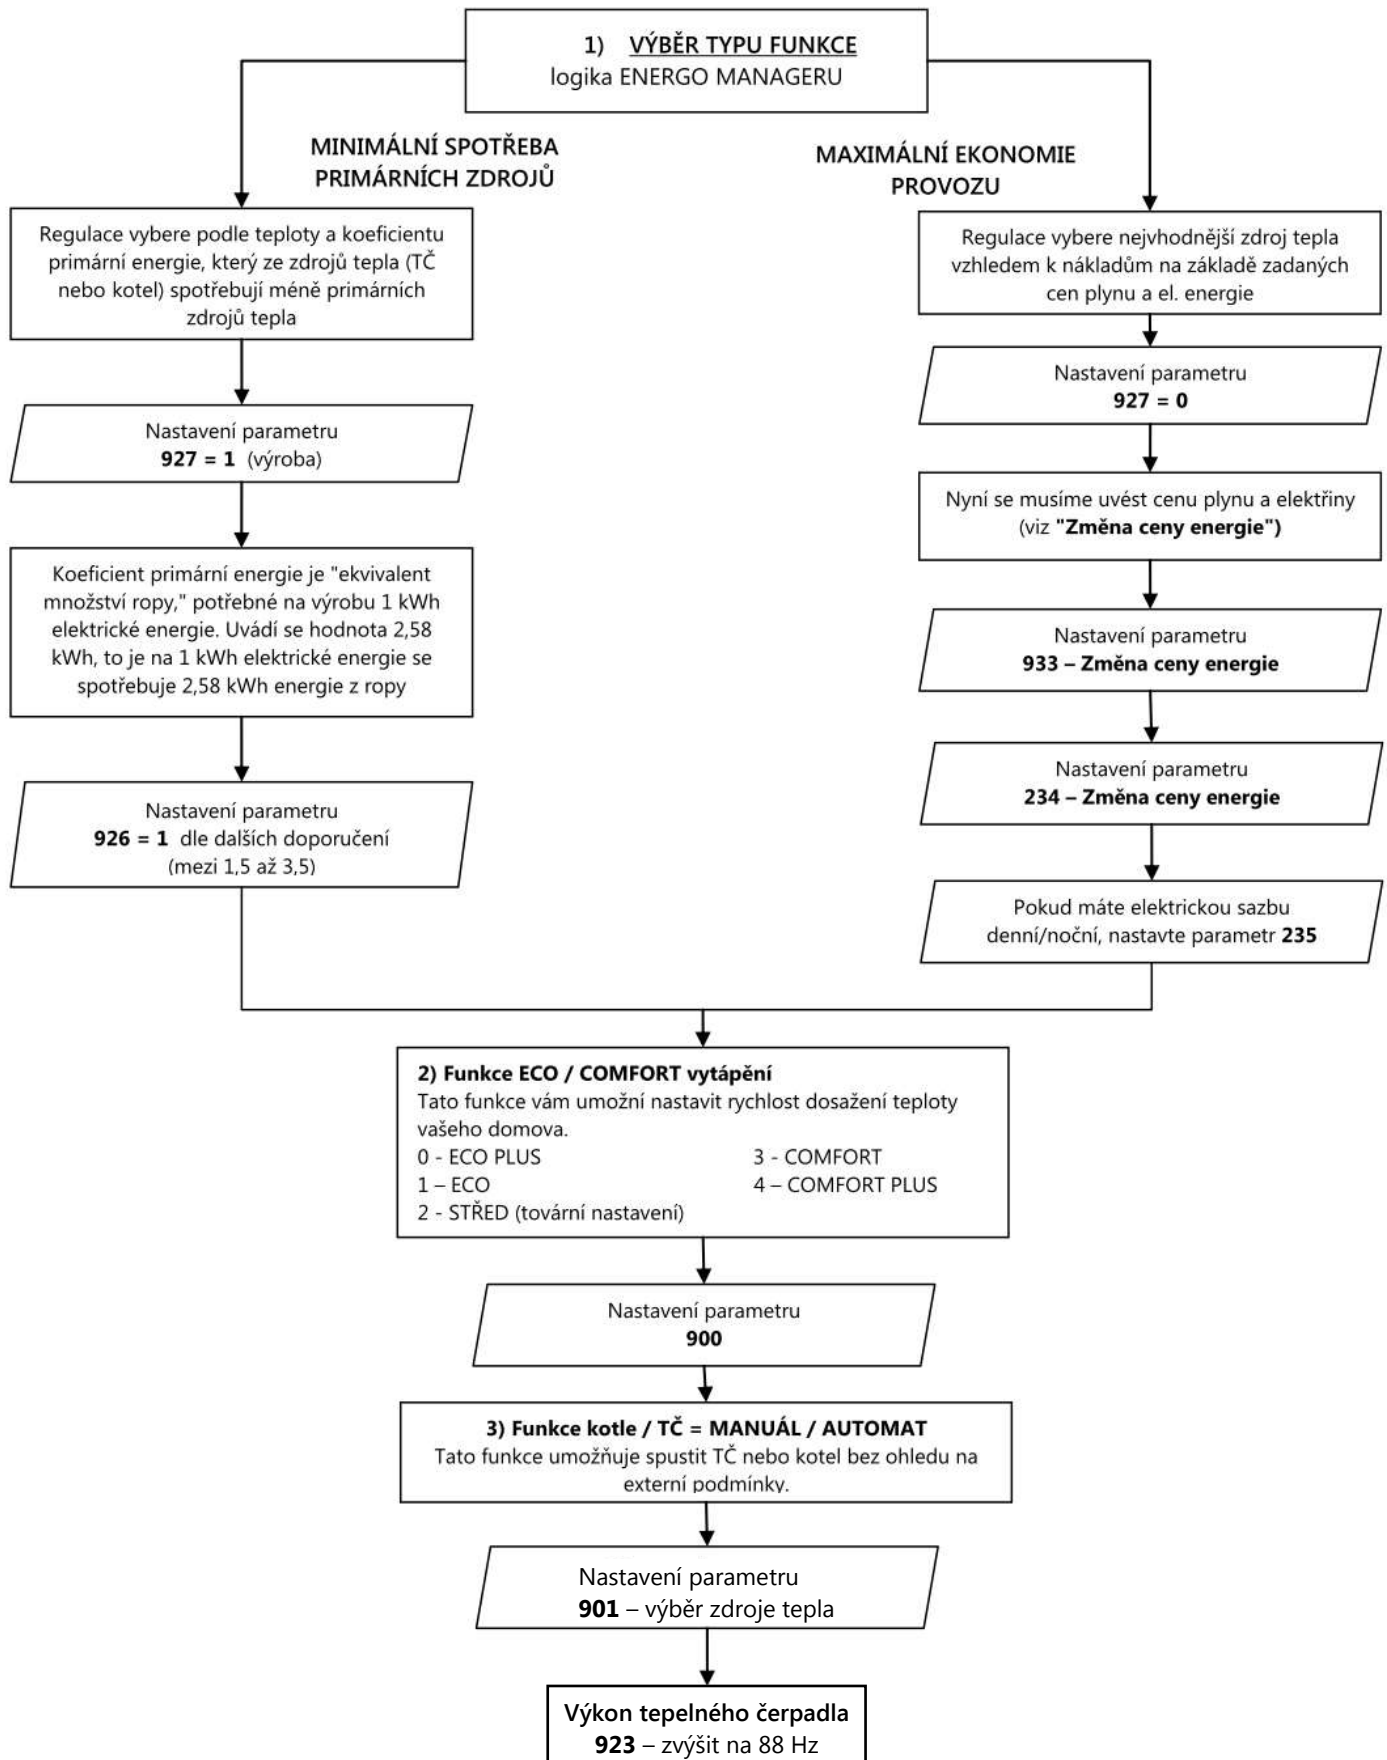 1) VÝBĚR TYPU FUNKCE
logika ENERGO MANAGERU
MINIMÁLNÍ SPOTŘEBA
PRIMÁRNÍCH ZDROJŮ
Regulace vybere podle teploty a koeficientu
primární energie, který ze zdrojů tepla (TČ
nebo kotel) spotřebují méně primárních
zdrojů tepla
Nastavení parametru
927 = 1 (výroba)
Koeficient primární energie je "ekvivalent
množství ropy," potřebné na výrobu 1 kWh
elektrické energie. Uvádí se hodnota 2,58
kWh, to je na 1 kWh elektrické energie se
spotřebuje 2,58 kWh energie z ropy
Nastavení parametru
926 = 1 dle dalších doporučení
(mezi 1,5 až 3,5)
MAXIMÁLNÍ EKONOMIE
PROVOZU
Regulace vybere nejvhodnější zdroj tepla
vzhledem k nákladům na základě zadaných
cen plynu a el. energie
Nastavení parametru
927 = 0
Nyní se musíme uvést cenu plynu a elektřiny
(viz "Změna ceny energie")
Nastavení parametru
933 – Změna ceny energie
Nastavení parametru
234 – Změna ceny energie
Pokud máte elektrickou sazbu
denní/noční, nastavte parametr 235
2) Funkce ECO / COMFORT vytápění
Tato funkce vám umožní nastavit rychlost dosažení teploty
vašeho domova.
0 - ECO PLUS 3 - COMFORT
1 – ECO 4 – COMFORT PLUS
2 - STŘED (tovární nastavení)
Nastavení parametru
900
3) Funkce kotle / TČ = MANUÁL / AUTOMAT
Tato funkce umožňuje spustit TČ nebo kotel bez ohledu na
externí podmínky.
Nastavení parametru
901 – výběr zdroje tepla
Výkon tepelného čerpadla
923 – zvýšit na 88 Hz